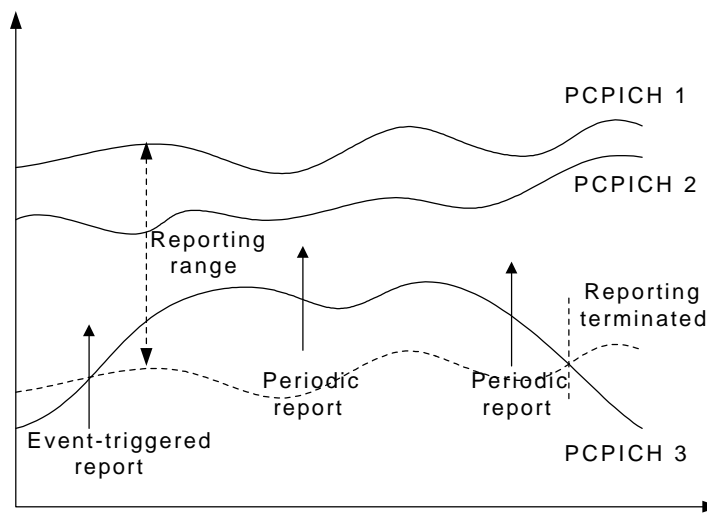 PCPICH 1
PCPICH 2
Reporting
range
Reporting
terminated
Periodic
report
Periodic
report
Event-triggered
report
PCPICH 3